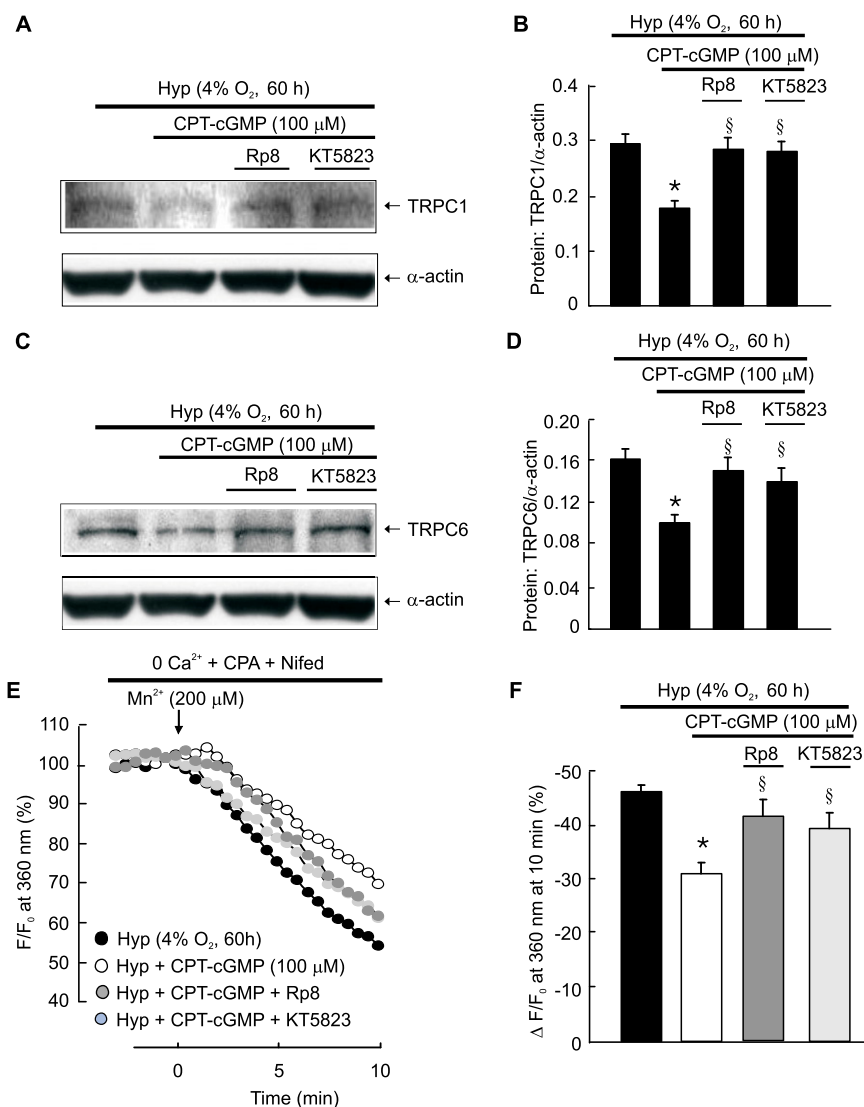 A
Hyp (4% O₂, 60 h)
CPT-cGMP (100 μM)
Rp8 KT5823
← TRPC1
← α-actin
B
Hyp (4% O₂, 60 h)
CPT-cGMP (100 μM)
Rp8 KT5823
Protein: TRPC1/α-actin
0.4
0.3
0.2
0.1
0
*
§
§
C
Hyp (4% O₂, 60 h)
CPT-cGMP (100 μM)
Rp8 KT5823
← TRPC6
← α-actin
D
Hyp (4% O₂, 60 h)
CPT-cGMP (100 μM)
Rp8 KT5823
Protein: TRPC6/α-actin
0.20
0.16
0.12
0.08
0.04
0
*
§
§
E
0 Ca²⁺ + CPA + Nifed
Mn²⁺ (200 μM)
F/F₀ at 360 nm (%)
110
100
90
80
70
60
50
40
Hyp (4% O₂, 60h)
Hyp + CPT-cGMP (100 μM)
Hyp + CPT-cGMP + Rp8
Hyp + CPT-cGMP + KT5823
0 5 10
Time (min)
F
Hyp (4% O₂, 60 h)
CPT-cGMP (100 μM)
Rp8 KT5823
Δ F/F₀ at 360 nm at 10 min (%)
-50
-40
-30
-20
-10
0
*
§
§